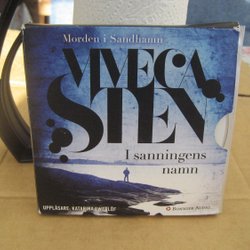 Morden i Sandhamn
VIVECA
STEN
I sanningens
namn
UPPLÄSARE: KATARINA EWERLÖF
BONNIER AUDIO